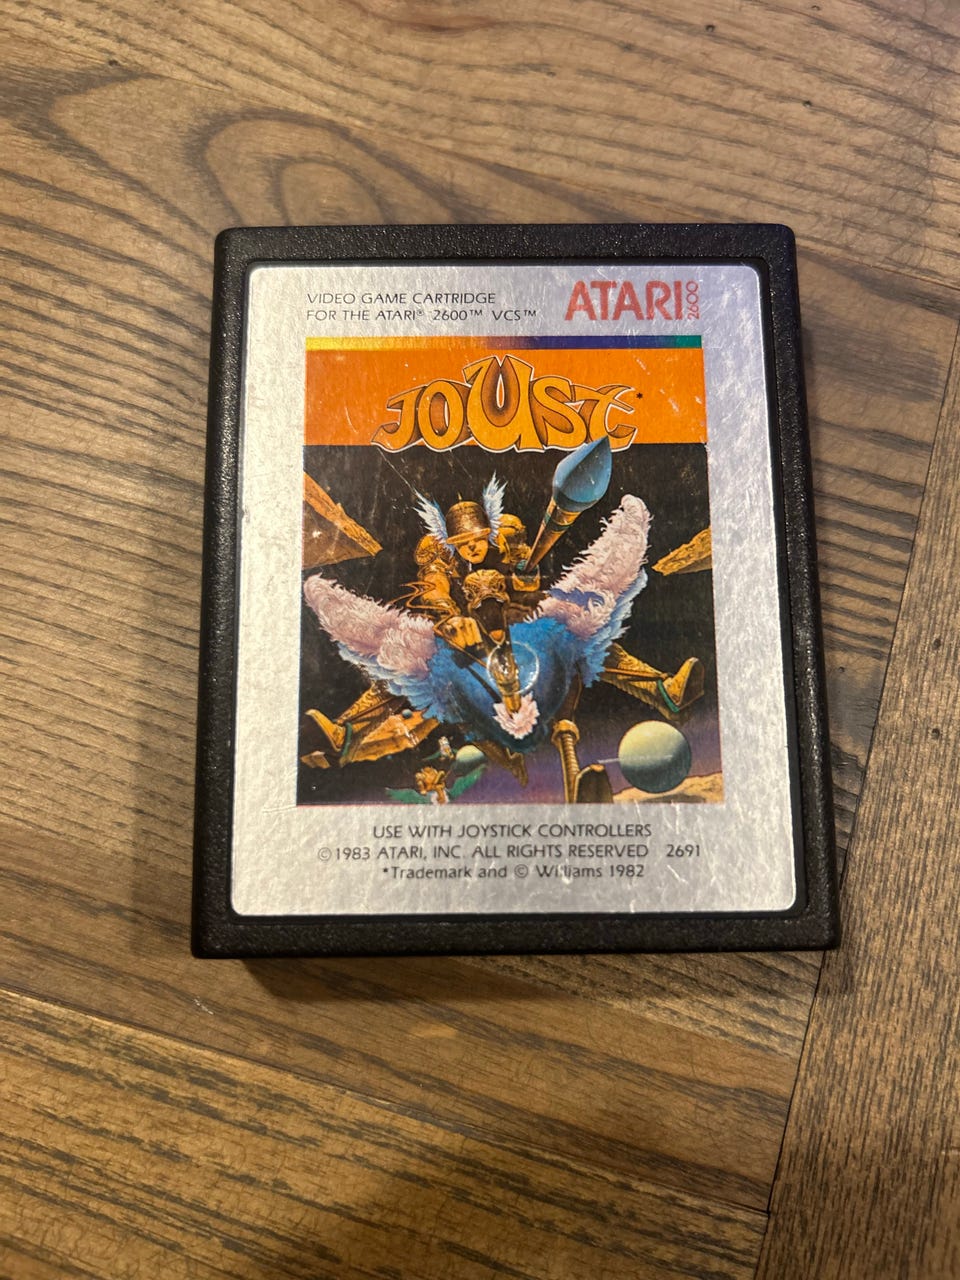 VIDEO GAME CARTRIDGE
FOR THE ATARI® 2600™ VCS™
ATARI 2600
JOUST*
USE WITH JOYSTICK CONTROLLERS
©1983 ATARI, INC. ALL RIGHTS RESERVED 2691
*Trademark and © Williams 1982